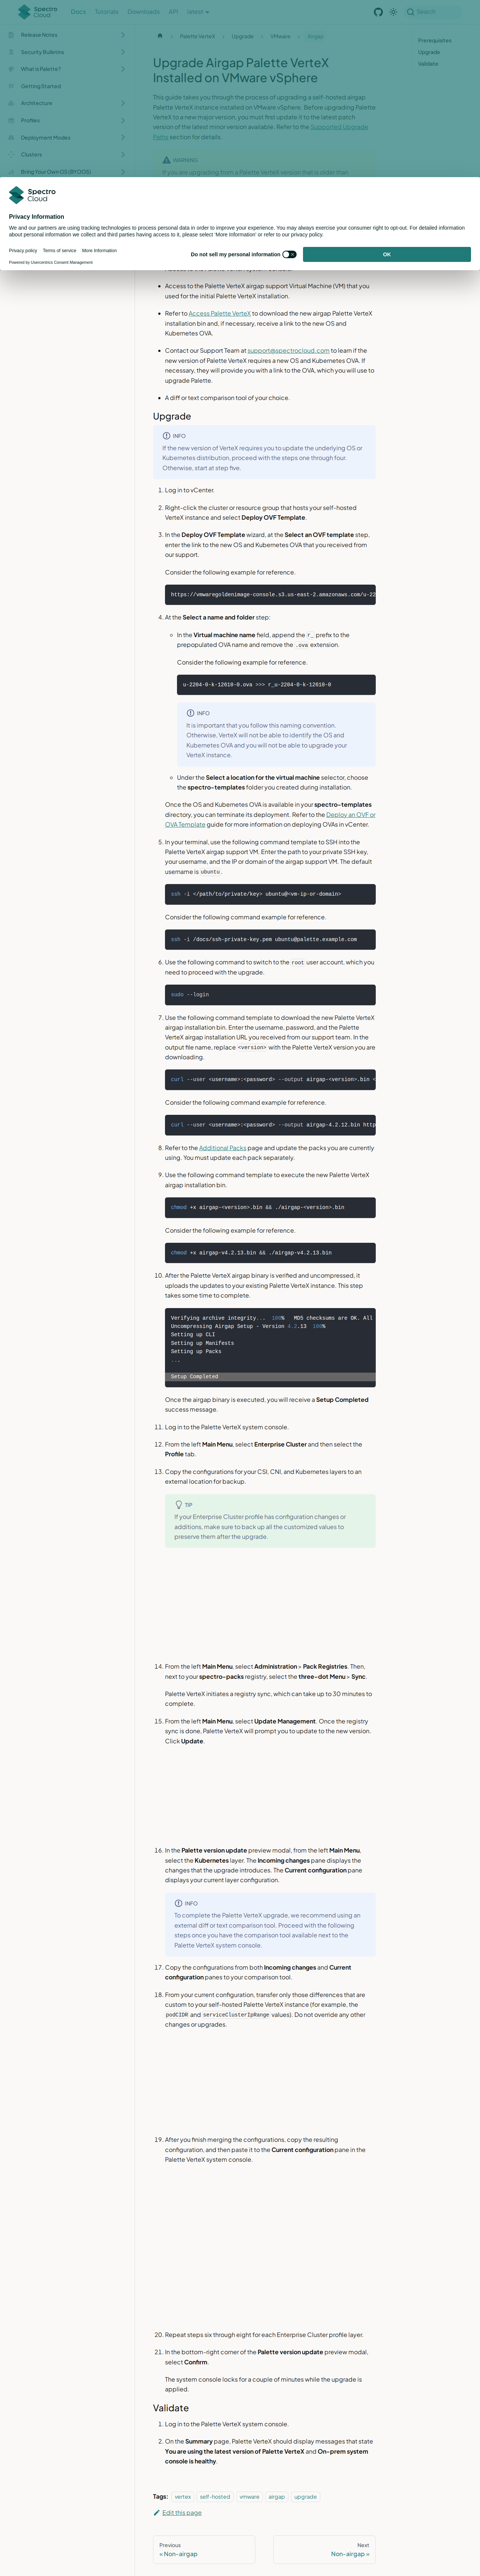 Spectro Cloud
Docs
Tutorials
Downloads
API
latest
Search
Release Notes
Security Bulletins
What is Palette?
Getting Started
Architecture
Profiles
Deployment Modes
Clusters
Bring Your Own OS (BYOOS)
Palette VerteX
Upgrade
VMware
Airgap
Upgrade Airgap Palette VerteX
Installed on VMware vSphere
This guide takes you through the process of upgrading a self-hosted airgap
Palette VerteX instance installed on VMware vSphere. Before upgrading Palette
VerteX to a new major version, you must first update it to the latest patch
version of the latest minor version available. Refer to the Supported Upgrade
Paths section for details.
WARNING
If you are upgrading from a Palette VerteX version that is older than
Prerequisites
Upgrade
Validate
Spectro
Cloud
Privacy Information
We and our partners are using tracking technologies to process personal data in order to improve your experience. You may always exercise your consumer right to opt-out. For detailed information
about personal information we collect and third parties having access to it, please select 'More Information' or refer to our privacy policy.
Privacy policy
Terms of service
More Information
Powered by Usercentrics Consent Management
Do not sell my personal information
OK
Access to the Palette VerteX airgap support Virtual Machine (VM) that you
used for the initial Palette VerteX installation.
Refer to Access Palette VerteX to download the new airgap Palette VerteX
installation bin and, if necessary, receive a link to the new OS and
Kubernetes OVA.
Contact our Support Team at support@spectrocloud.com to learn if the
new version of Palette VerteX requires a new OS and Kubernetes OVA. If
necessary, they will provide you with a link to the OVA, which you will use to
upgrade Palette.
A diff or text comparison tool of your choice.
Upgrade
INFO
If the new version of VerteX requires you to update the underlying OS or
Kubernetes distribution, proceed with the steps one through four.
Otherwise, start at step five.
1. Log in to vCenter.
2. Right-click the cluster or resource group that hosts your self-hosted
VerteX instance and select Deploy OVF Template.
3. In the Deploy OVF Template wizard, at the Select an OVF template step,
enter the link to the new OS and Kubernetes OVA that you received from
our support.
Consider the following example for reference.
https://vmwaregoldenimage-console.s3.us-east-2.amazonaws.com/u-22
4. At the Select a name and folder step:
In the Virtual machine name field, append the r_ prefix to the
prepopulated OVA name and remove the .ova extension.
Consider the following example for reference.
u-2204-0-k-12610-0.ova >>> r_u-2204-0-k-12610-0
INFO
It is important that you follow this naming convention.
Otherwise, VerteX will not be able to identify the OS and
Kubernetes OVA and you will not be able to upgrade your
VerteX instance.
Under the Select a location for the virtual machine selector, choose
the spectro-templates folder you created during installation.
Once the OS and Kubernetes OVA is available in your spectro-templates
directory, you can terminate its deployment. Refer to the Deploy an OVF or
OVA Template guide for more information on deploying OVAs in vCenter.
5. In your terminal, use the following command template to SSH into the
Palette VerteX airgap support VM. Enter the path to your private SSH key,
your username, and the IP or domain of the airgap support VM. The default
username is ubuntu.
ssh -i </path/to/private/key> ubuntu@<vm-ip-or-domain>
Consider the following command example for reference.
ssh -i /docs/ssh-private-key.pem ubuntu@palette.example.com
6. Use the following command to switch to the root user account, which you
need to proceed with the upgrade.
sudo --login
7. Use the following command template to download the new Palette VerteX
airgap installation bin. Enter the username, password, and the Palette
VerteX airgap installation URL you received from our support team. In the
output file name, replace <version> with the Palette VerteX version you are
downloading.
curl --user <username>:<password> --output airgap-<version>.bin <
Consider the following command example for reference.
curl --user <username>:<password> --output airgap-4.2.12.bin http
8. Refer to the Additional Packs page and update the packs you are currently
using. You must update each pack separately.
9. Use the following command template to execute the new Palette VerteX
airgap installation bin.
chmod +x airgap-<version>.bin && ./airgap-<version>.bin
Consider the following example for reference.
chmod +x airgap-v4.2.13.bin && ./airgap-v4.2.13.bin
10. After the Palette VerteX airgap binary is verified and uncompressed, it
uploads the updates to your existing Palette VerteX instance. This step
takes some time to complete.
Verifying archive integrity... 100% MD5 checksums are OK. All
Uncompressing Airgap Setup - Version 4.2.13 100%
Setting up CLI
Setting up Manifests
Setting up Packs
...
Setup Completed
Once the airgap binary is executed, you will receive a Setup Completed
success message.
11. Log in to the Palette VerteX system console.
12. From the left Main Menu, select Enterprise Cluster and then select the
Profile tab.
13. Copy the configurations for your CSI, CNI, and Kubernetes layers to an
external location for backup.
TIP
If your Enterprise Cluster profile has configuration changes or
additions, make sure to back up all the customized values to
preserve them after the upgrade.
14. From the left Main Menu, select Administration > Pack Registries. Then,
next to your spectro-packs registry, select the three-dot Menu > Sync.
Palette VerteX initiates a registry sync, which can take up to 30 minutes to
complete.
15. From the left Main Menu, select Update Management. Once the registry
sync is done, Palette VerteX will prompt you to update to the new version.
Click Update.
16. In the Palette version update preview modal, from the left Main Menu,
select the Kubernetes layer. The Incoming changes pane displays the
changes that the upgrade introduces. The Current configuration pane
displays your current layer configuration.
INFO
To complete the Palette VerteX upgrade, we recommend using an
external diff or text comparison tool. Proceed with the following
steps once you have the comparison tool available next to the
Palette VerteX system console.
17. Copy the configurations from both Incoming changes and Current
configuration panes to your comparison tool.
18. From your current configuration, transfer only those differences that are
custom to your self-hosted Palette VerteX instance (for example, the
podCIDR and serviceClusterIpRange values). Do not override any other
changes or upgrades.
19. After you finish merging the configurations, copy the resulting
configuration, and then paste it to the Current configuration pane in the
Palette VerteX system console.
20. Repeat steps six through eight for each Enterprise Cluster profile layer.
21. In the bottom-right corner of the Palette version update preview modal,
select Confirm.
The system console locks for a couple of minutes while the upgrade is
applied.
Validate
1. Log in to the Palette VerteX system console.
2. On the Summary page, Palette VerteX should display messages that state
You are using the latest version of Palette VerteX and On-prem system
console is healthy.
Tags: vertex self-hosted vmware airgap upgrade
Edit this page
Previous
« Non-airgap
Next
Non-airgap »